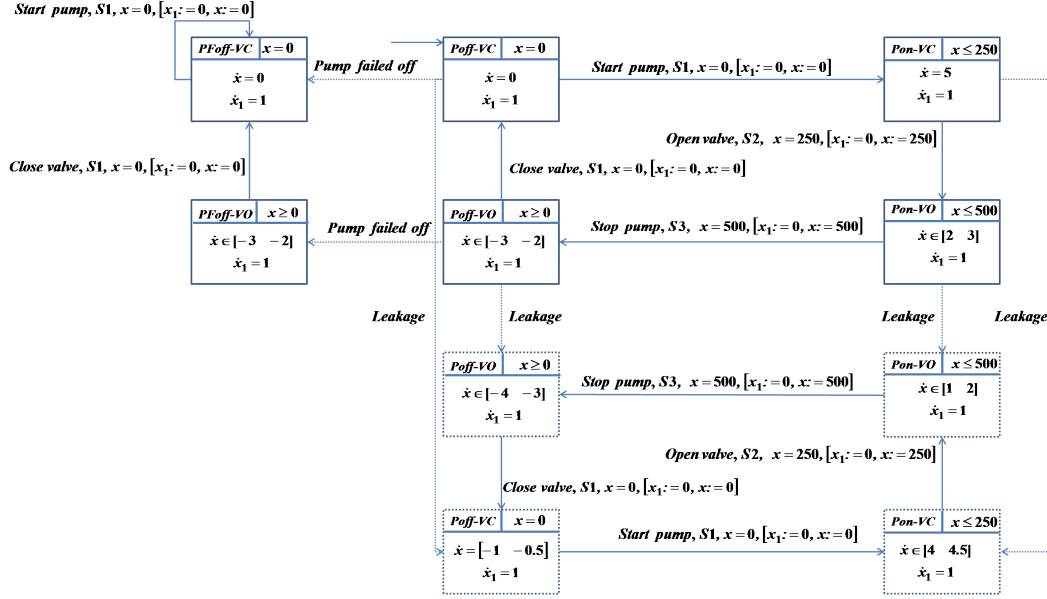 Start pump, S1, x=0, [x₁:=0, x:=0]
PFoff-VC x=0
ẋ=0
ẋ₁=1
Pump failed off
Poff-VC x=0
ẋ=0
ẋ₁=1
Start pump, S1, x=0, [x₁:=0, x:=0]
Pon-VC x≤250
ẋ=5
ẋ₁=1
Close valve, S1, x=0, [x₁:=0, x:=0]
Close valve, S1, x=0, [x₁:=0, x:=0]
Open valve, S2, x=250, [x₁:=0, x:=250]
PFoff-VO x≥0
ẋ∈[-3 -2]
ẋ₁=1
Pump failed off
Poff-VO x≥0
ẋ∈[-3 -2]
ẋ₁=1
Stop pump, S3, x=500, [x₁:=0, x:=500]
Pon-VO x≤500
ẋ∈[2 3]
ẋ₁=1
Leakage
Leakage
Leakage
Leakage
Poff-VO x≥0
ẋ∈[-4 -3]
ẋ₁=1
Stop pump, S3, x=500, [x₁:=0, x:=500]
Pon-VO x≤500
ẋ∈[1 2]
ẋ₁=1
Close valve, S1, x=0, [x₁:=0, x:=0]
Open valve, S2, x=250, [x₁:=0, x:=250]
Poff-VC x=0
ẋ=[-1 -0.5]
ẋ₁=1
Start pump, S1, x=0, [x₁:=0, x:=0]
Pon-VC x≤250
ẋ∈[4 4.5]
ẋ₁=1